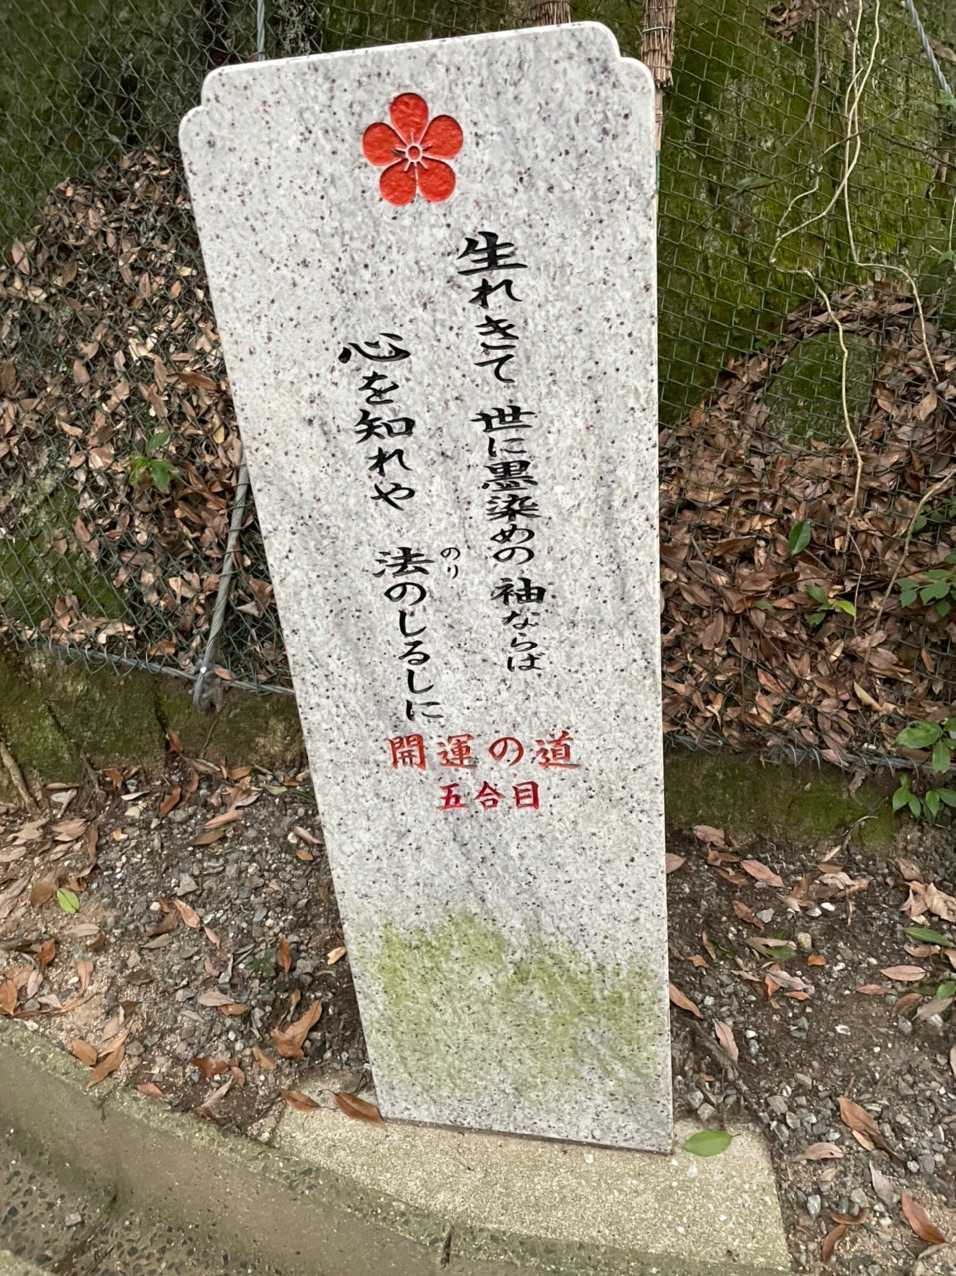 生れきて 世に墨染めの 袖ならば
心を知れや 法のじるしに
のり
開運の道
五合目